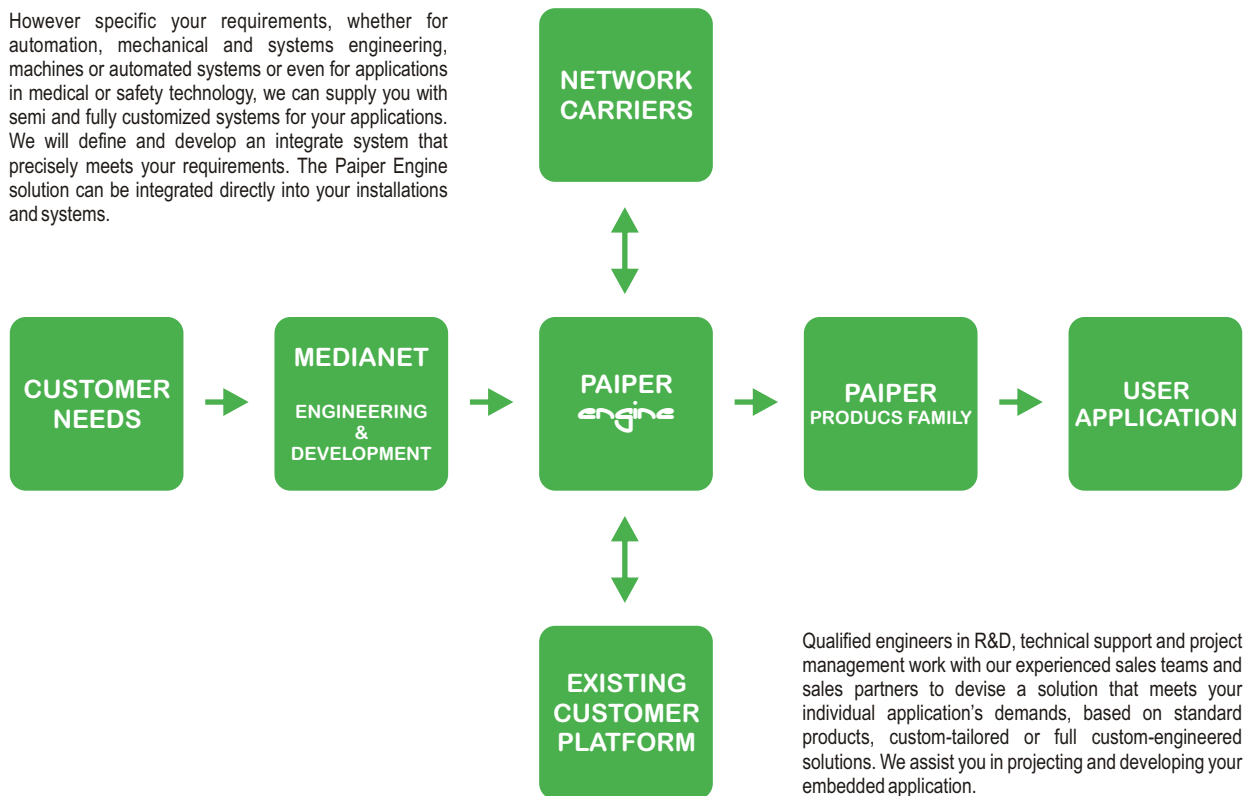 However specific your requirements, whether for
automation, mechanical and systems engineering,
machines or automated systems or even for applications
in medical or safety technology, we can supply you with
semi and fully customized systems for your applications.
We will define and develop an integrate system that
precisely meets your requirements. The Paiper Engine
solution can be integrated directly into your installations
and systems.
NETWORK
CARRIERS
CUSTOMER
NEEDS
MEDIANET
ENGINEERING
&
DEVELOPMENT
PAIPER
engine
PAIPER
PRODUCS FAMILY
USER
APPLICATION
EXISTING
CUSTOMER
PLATFORM
Qualified engineers in R&D, technical support and project
management work with our experienced sales teams and
sales partners to devise a solution that meets your
individual application's demands, based on standard
products, custom-tailored or full custom-engineered
solutions. We assist you in projecting and developing your
embedded application.